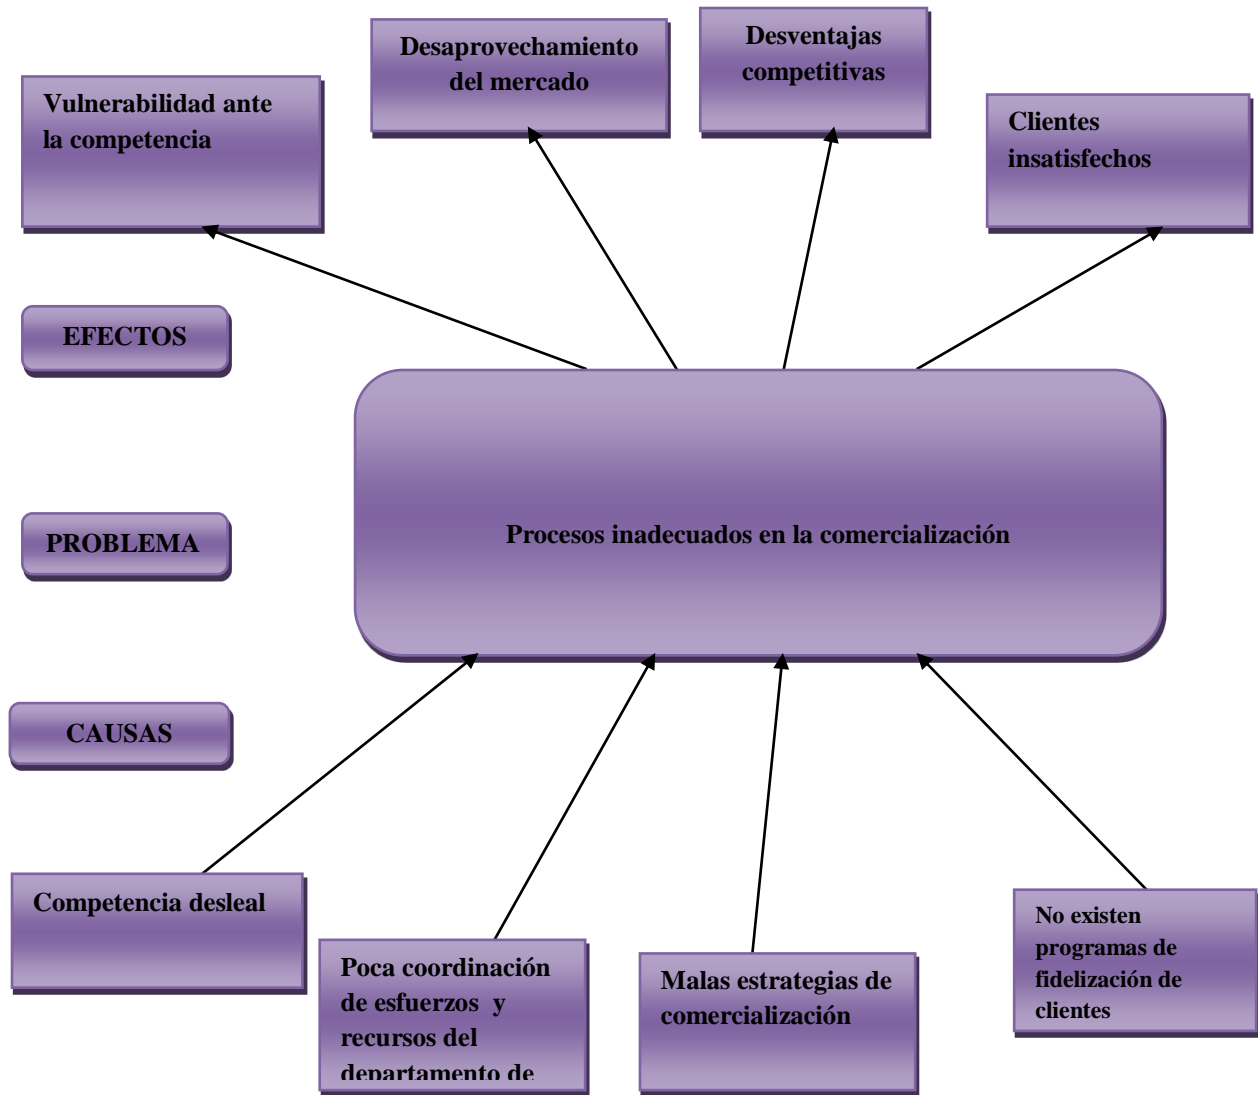 Desaprovechamiento
del mercado
Desventajas
competitivas
Vulnerabilidad ante
la competencia
Clientes
insatisfechos
EFECTOS
PROBLEMA
Procesos inadecuados en la comercialización
CAUSAS
Competencia desleal
Poca coordinación
de esfuerzos y
recursos del
departamento de
Malas estrategias de
comercialización
No existen
programas de
fidelización de
clientes